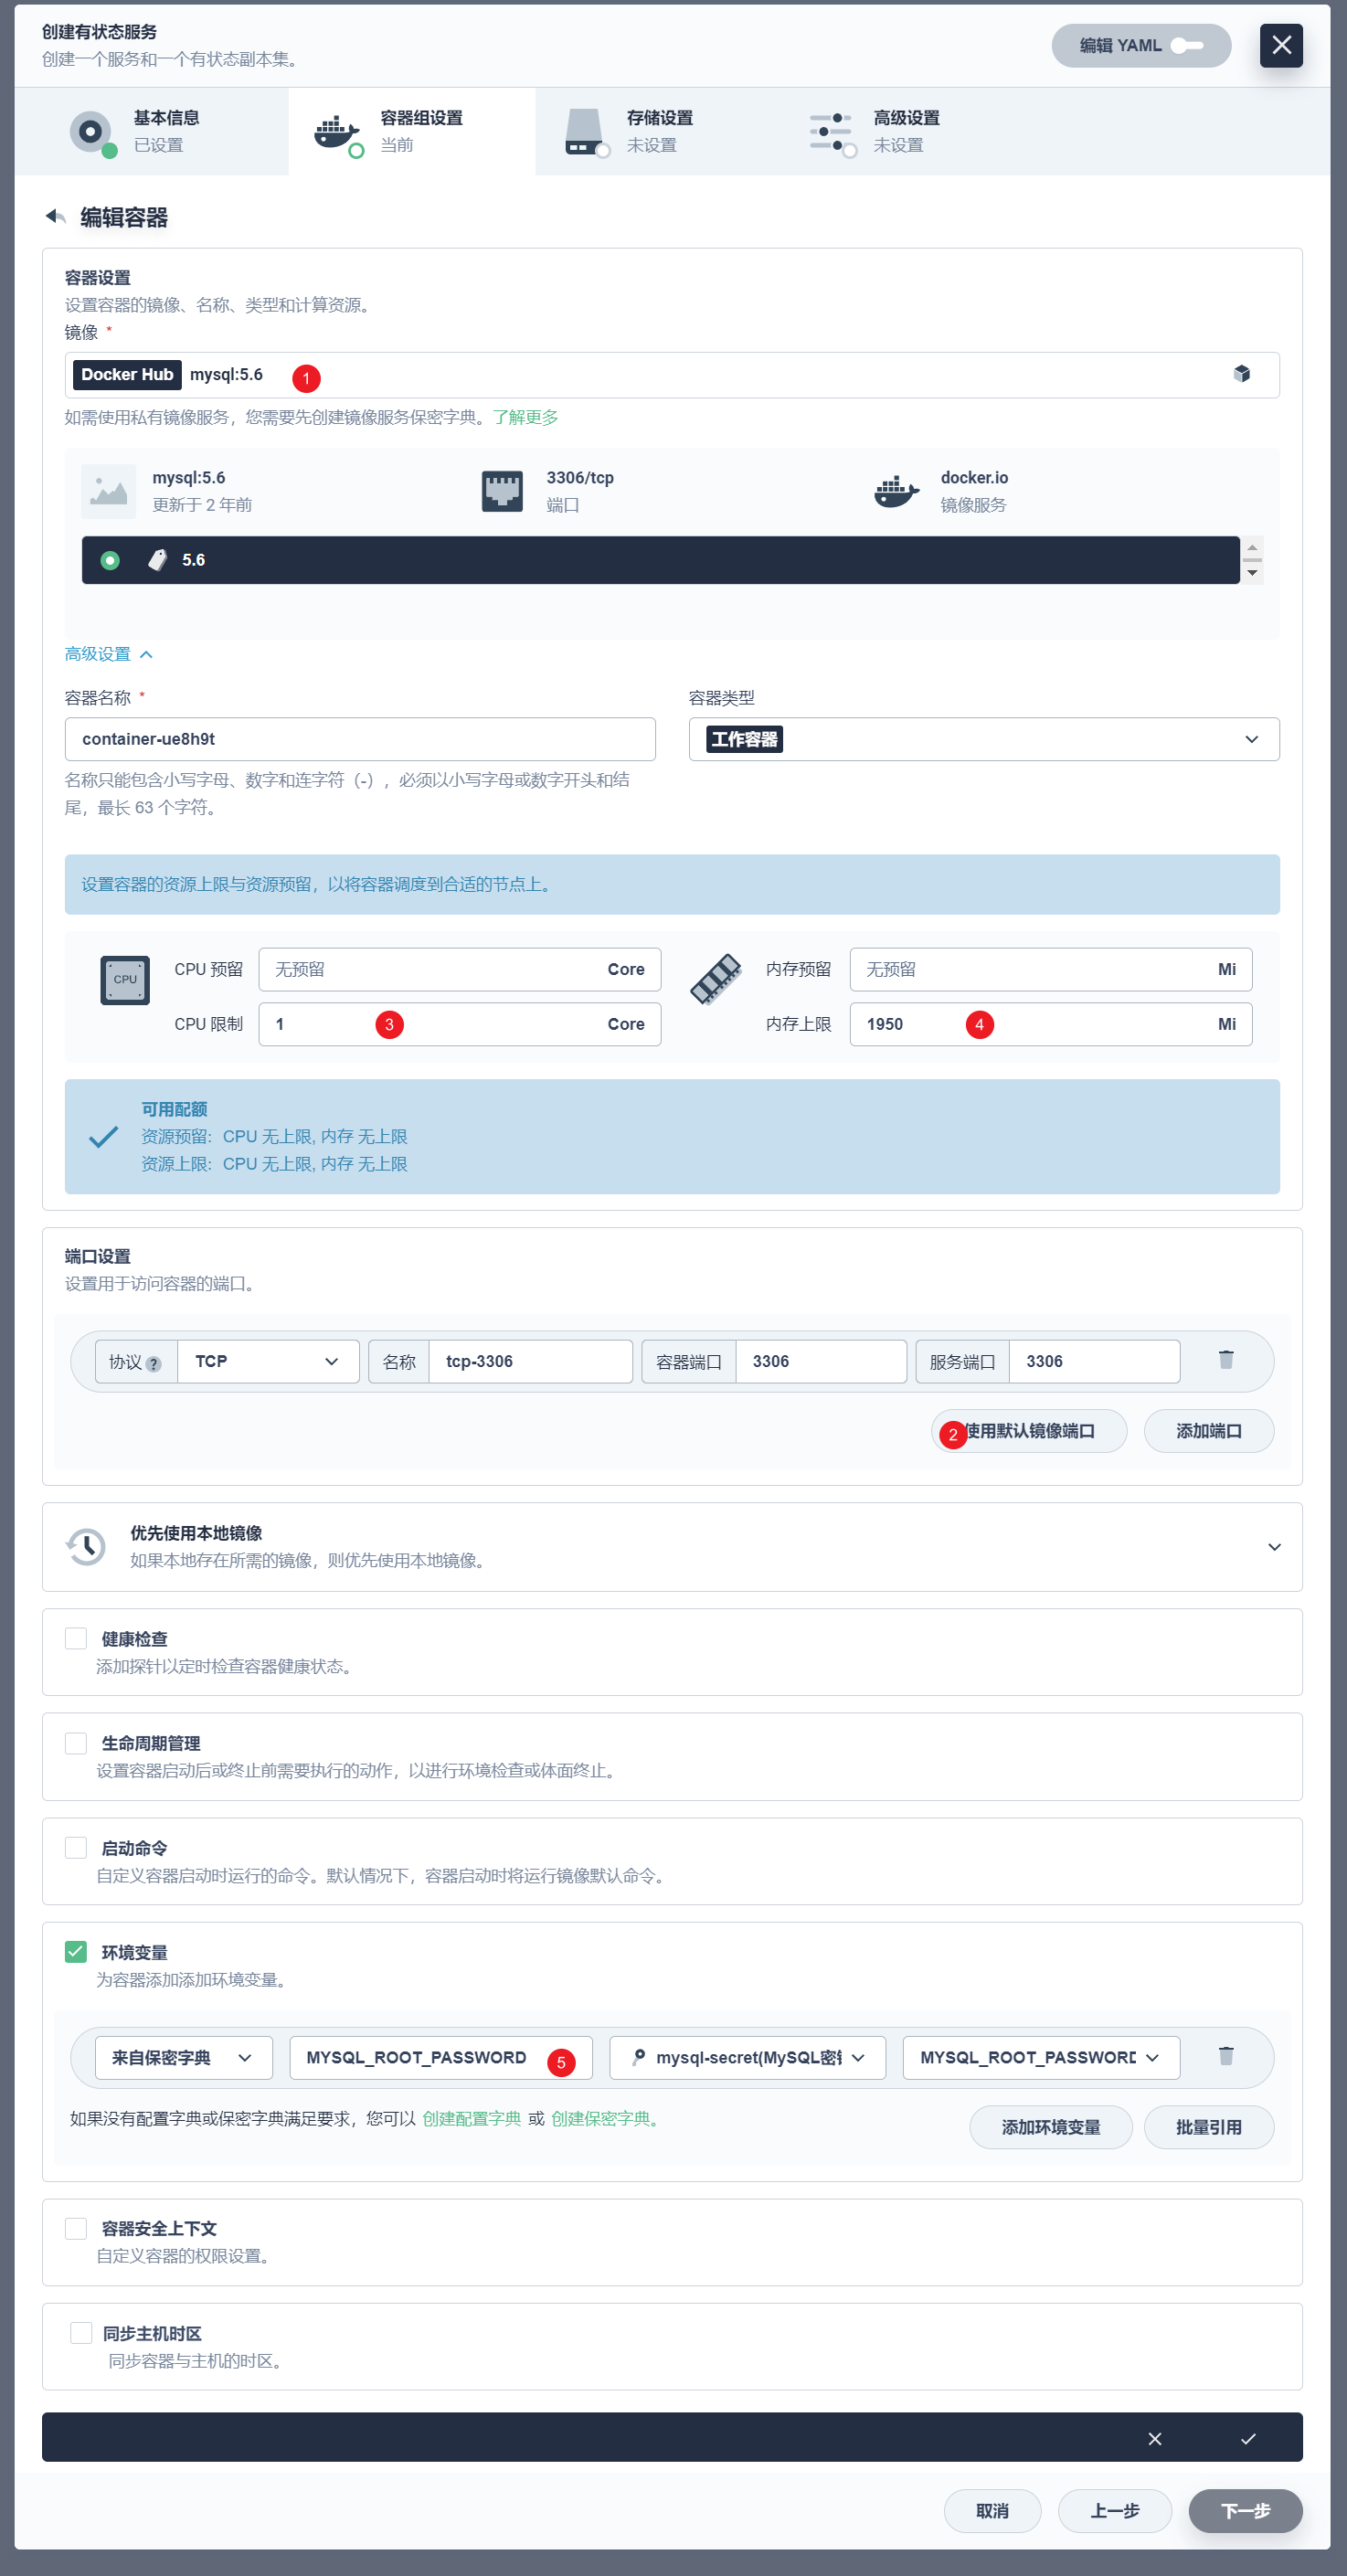 创建有状态服务
创建一个服务和一个有状态副本集。
编辑 YAML
基本信息
已设置
容器组设置
当前
存储设置
未设置
高级设置
未设置
编辑容器
容器设置
设置容器的镜像、名称、类型和计算资源。
镜像 *
Docker Hub mysql:5.6 1
如需使用私有镜像服务，您需要先创建镜像服务保密字典。了解更多
mysql:5.6
更新于 2 年前
3306/tcp
端口
docker.io
镜像服务
5.6
高级设置
容器名称 *
container-ue8h9t
名称只能包含小写字母、数字和连字符（-），必须以小写字母或数字开头和结
尾，最长 63 个字符。
容器类型
工作容器
设置容器的资源上限与资源预留，以将容器调度到合适的节点上。
CPU
CPU 预留 无预留 Core
CPU 限制 1 3 Core
内存预留 无预留 Mi
内存上限 1950 4 Mi
可用配额
资源预留: CPU 无上限, 内存 无上限
资源上限: CPU 无上限, 内存 无上限
端口设置
设置用于访问容器的端口。
协议 ? TCP 名称 tcp-3306 容器端口 3306 服务端口 3306
2 使用默认镜像端口 添加端口
优先使用本地镜像
如果本地存在所需的镜像，则优先使用本地镜像。
健康检查
添加探针以定时检查容器健康状态。
生命周期管理
设置容器启动后或终止前需要执行的动作，以进行环境检查或体面终止。
启动命令
自定义容器启动时运行的命令。默认情况下，容器启动时将运行镜像默认命令。
环境变量
为容器添加添加环境变量。
来自保密字典 MYSQL_ROOT_PASSWORD 5 mysql-secret(MySQL密 MYSQL_ROOT_PASSWORD
如果没有配置字典或保密字典满足要求，您可以 创建配置字典 或 创建保密字典。
添加环境变量 批量引用
容器安全上下文
自定义容器的权限设置。
同步主机时区
同步容器与主机的时区。
取消 上一步 下一步